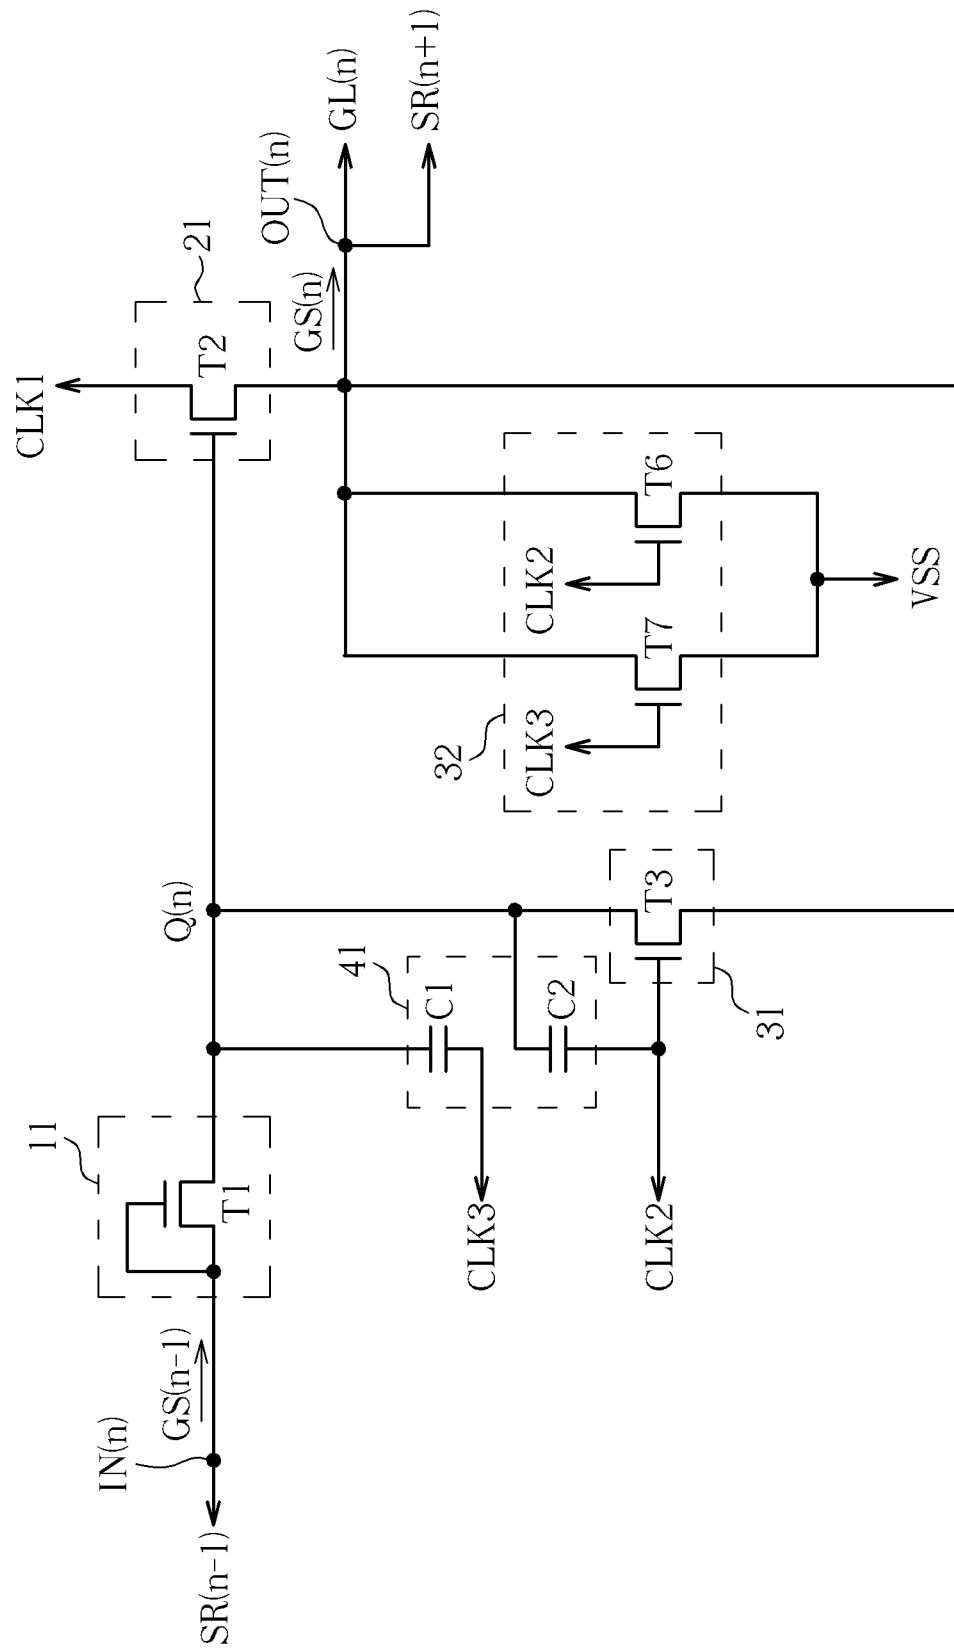 CLK1
21
T2
OUT(n)
GS(n)
GL(n)
SR(n+1)
Q(n)
CLK2
T6
CLK3
T7
32
VSS
11
T1
41
C1
C2
T3
31
CLK3
CLK2
IN(n)
GS(n-1)
SR(n-1)